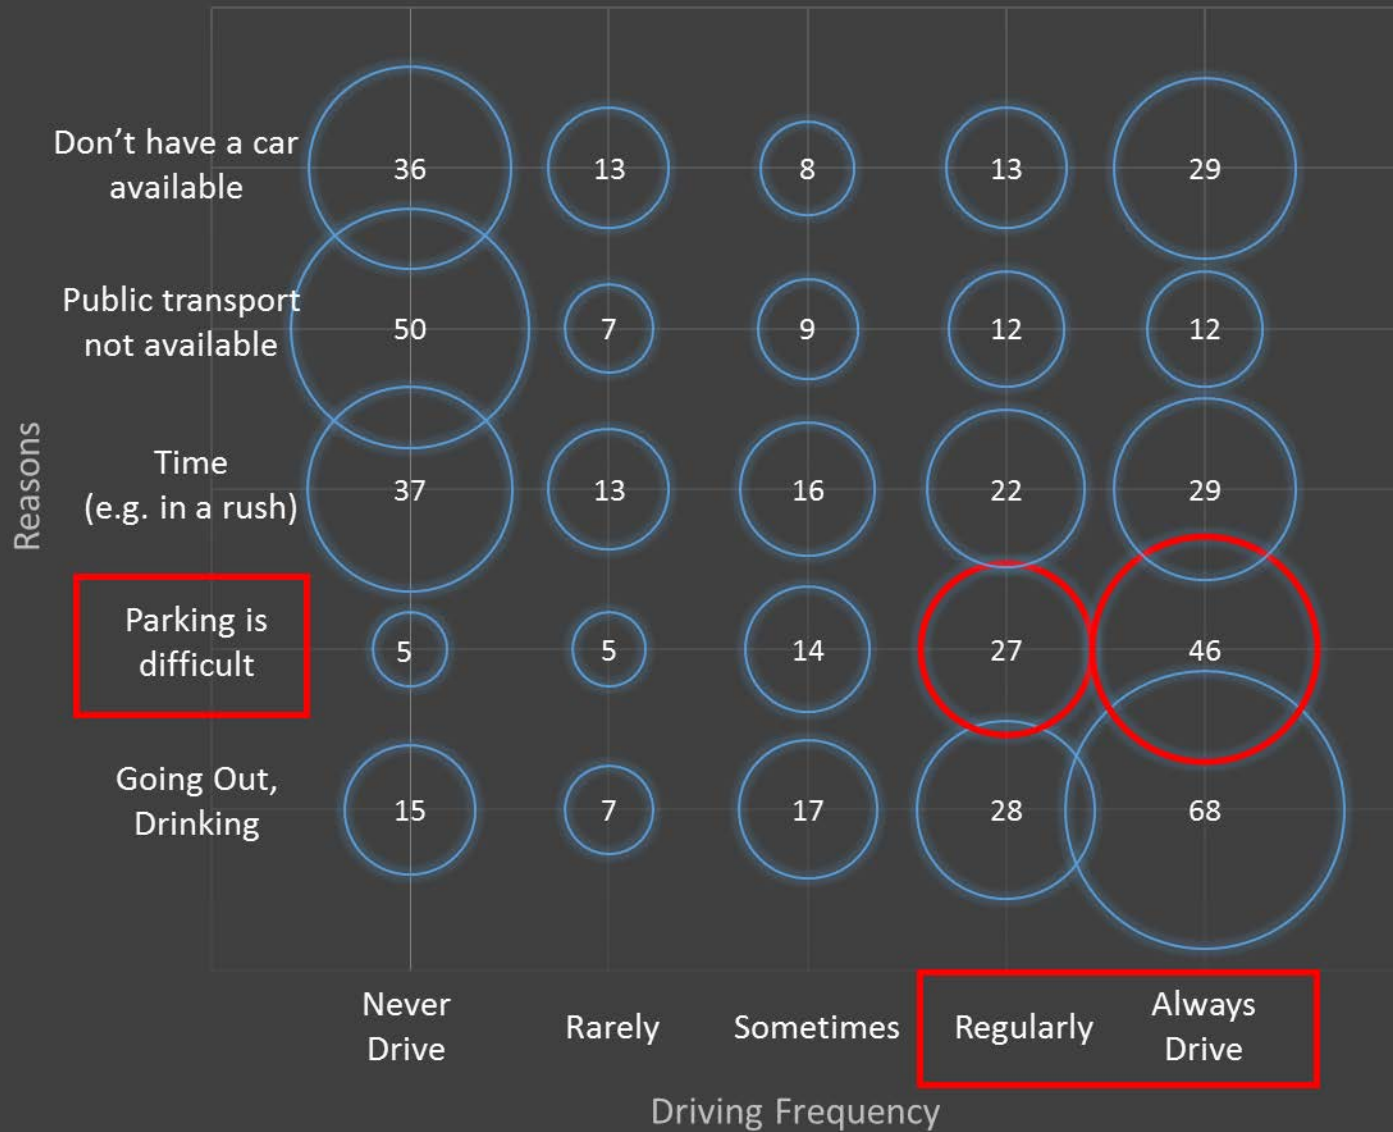 Don't have a car
available
36
13
8
13
29
Public transport
not available
50
7
9
12
12
Reasons
Time
(e.g. in a rush)
37
13
16
22
29
Parking is
difficult
5
5
14
27
46
Going Out,
Drinking
15
7
17
28
68
Never
Drive
Rarely
Sometimes
Regularly
Always
Drive
Driving Frequency